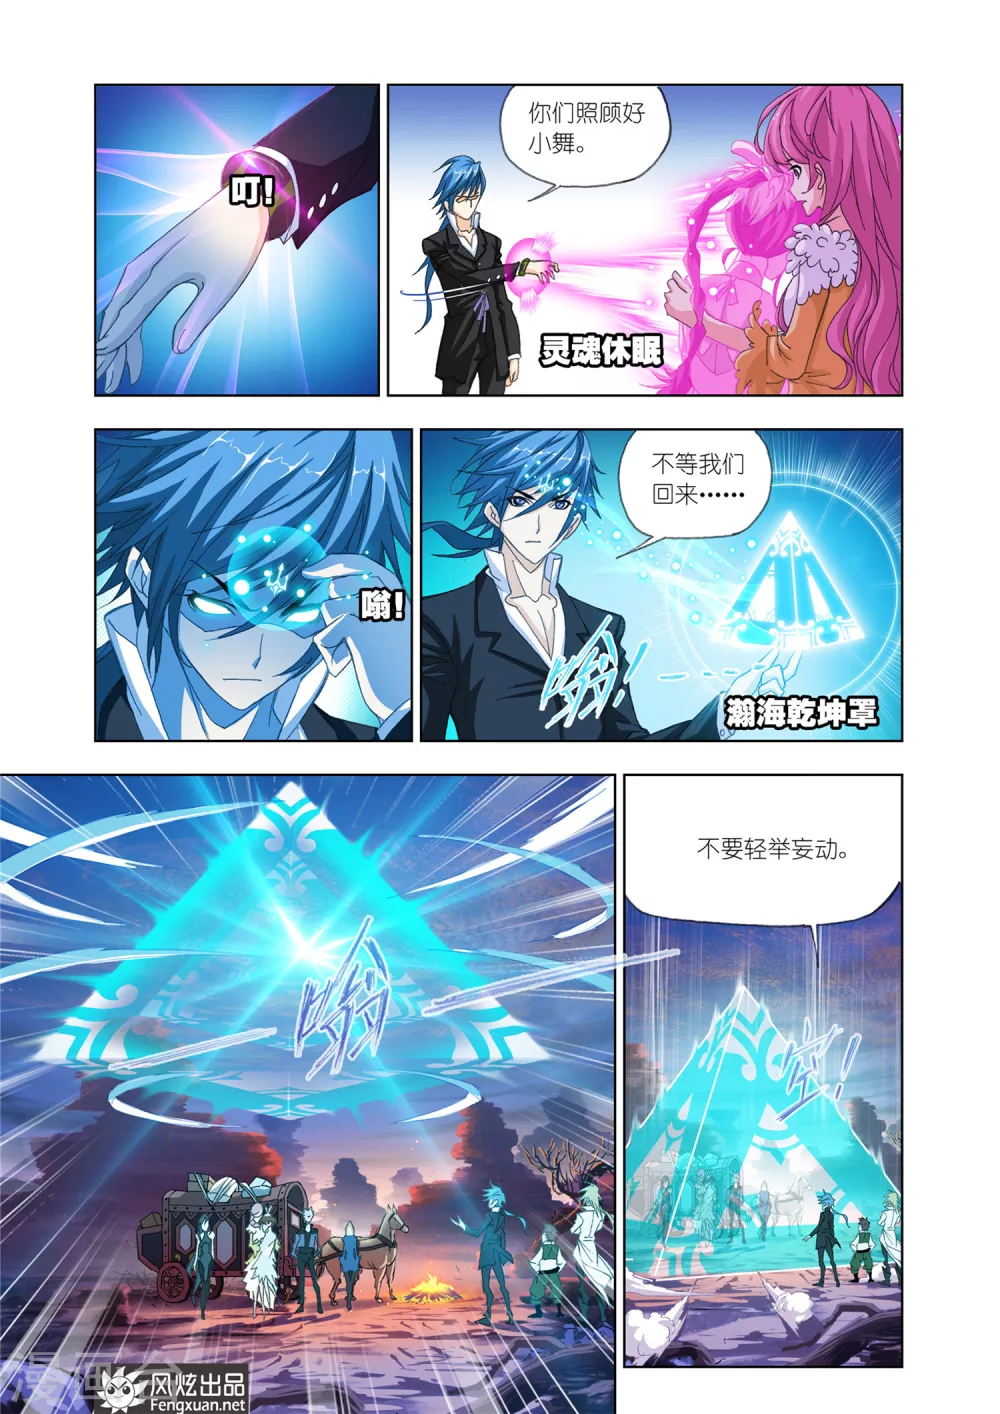 叮!
你们照顾好
小舞。
灵魂休眠
嗡!
不等我们
回来……
嗡!
瀚海乾坤罩
嗡!
不要轻举妄动。
空!
风炫出品
Fengxuan.net